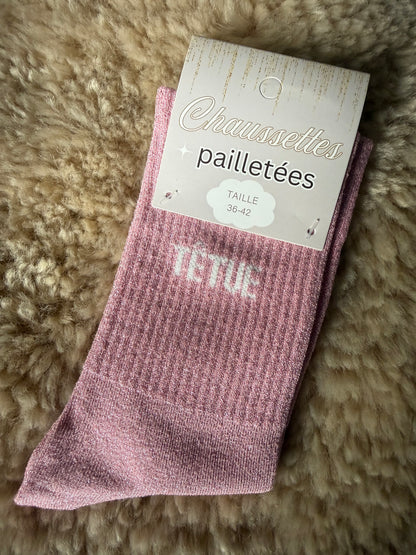 Chaussettes
pailletées
TAILLE
36-42
TÊTUE